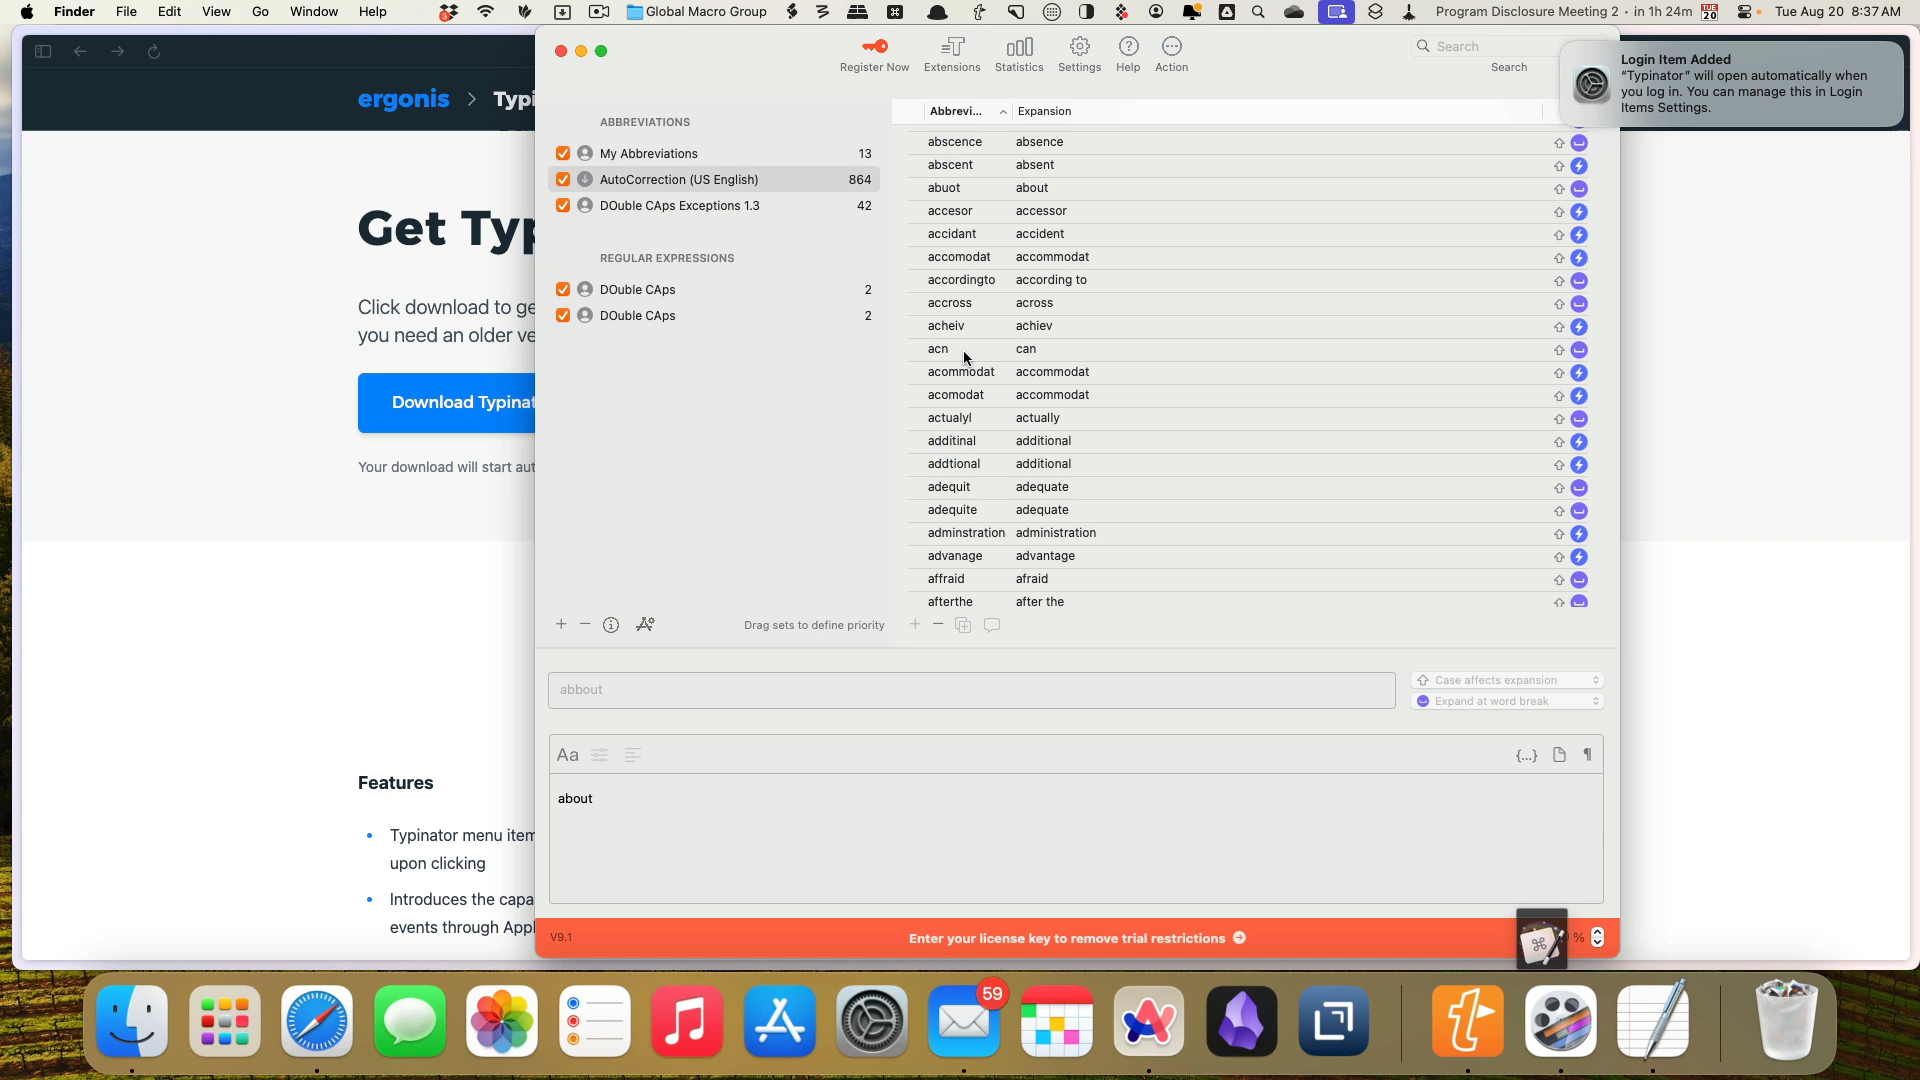 Finder File Edit View Go Window Help Global Macro Group Program Disclosure Meeting 2 • in 1h 24m TUE 20 Tue Aug 20 8:37 AM
3
ergonis > Typi
Register Now Extensions Statistics Settings Help Action
Search
Search
Login Item Added
"Typinator" will open automatically when
you log in. You can manage this in Login
Items Settings.
Get Typ
Click download to ge
you need an older ve
Download Typinat
Your download will start aut
Features
• Typinator menu item
upon clicking
• Introduces the capa
events through Appl
ABBREVIATIONS
My Abbreviations 13
AutoCorrection (US English) 864
DOuble CAps Exceptions 1.3 42
REGULAR EXPRESSIONS
DOuble CAps 2
DOuble CAps 2
Drag sets to define priority
Abbrevi... Expansion
abscence absence
abscent absent
abuot about
accesor accessor
accidant accident
accomodat accommodat
accordingto according to
accross across
acheiv achiev
acn can
acommodat accommodat
acomodat accommodat
actualyl actually
additinal additional
addtional additional
adequit adequate
adequite adequate
adminstration administration
advanage advantage
affraid afraid
afterthe after the
abbout
Case affects expansion
Expand at word break
Aa {...} ¶
about
V9.1 Enter your license key to remove trial restrictions %
59